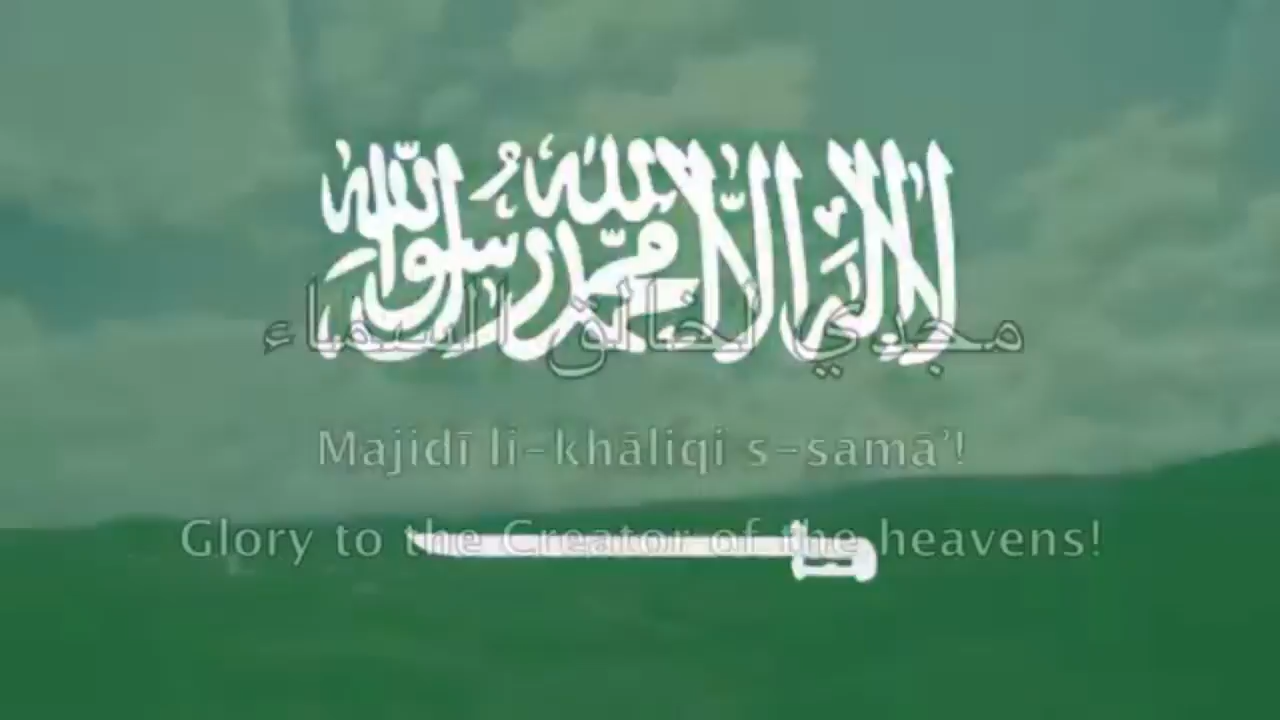 لا إله إلا الله محمد رسول الله
مجدي لخالق السماء
Majidī li-khāliqi s-samā’!
Glory to the Creator of the heavens!